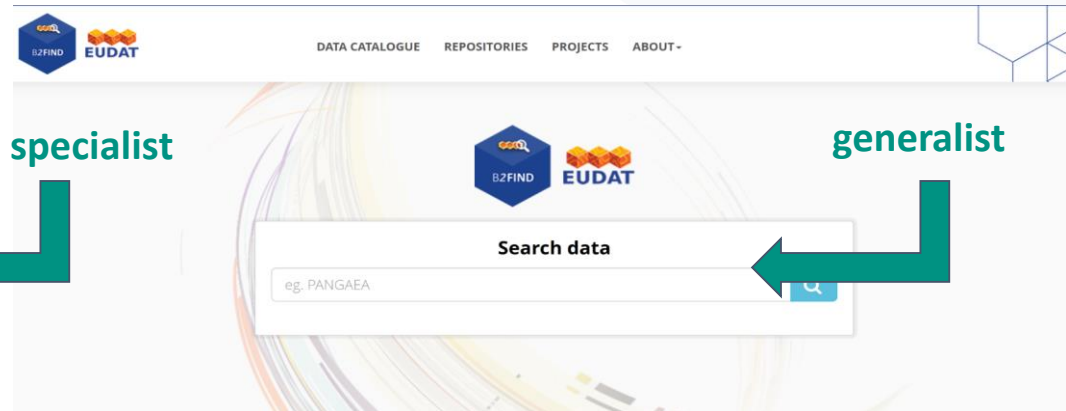 B2FIND EUDAT DATA CATALOGUE REPOSITORIES PROJECTS ABOUT
specialist
generalist
B2FIND EUDAT
Search data
eg. PANGAEA